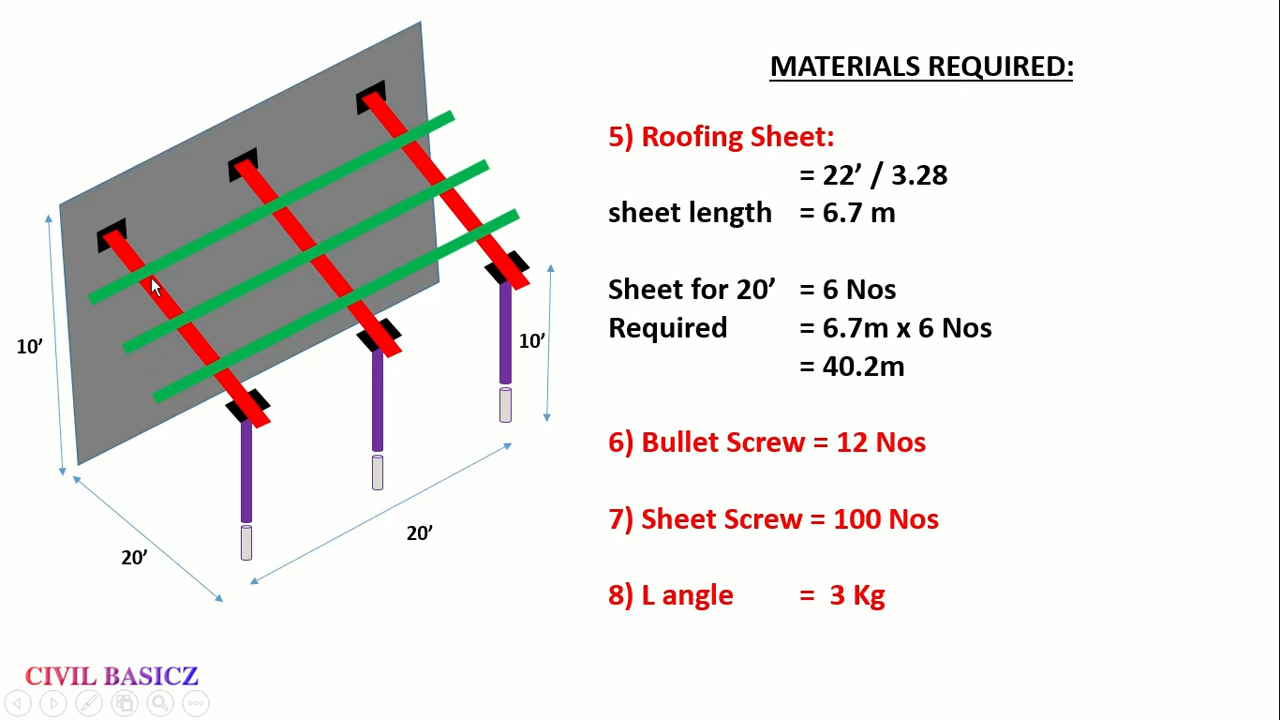 MATERIALS REQUIRED:
5) Roofing Sheet:
= 22’ / 3.28
sheet length = 6.7 m
Sheet for 20’ = 6 Nos
Required = 6.7m x 6 Nos
= 40.2m
6) Bullet Screw = 12 Nos
7) Sheet Screw = 100 Nos
8) L angle = 3 Kg
10’
10’
20’
20’
CIVIL BASICZ